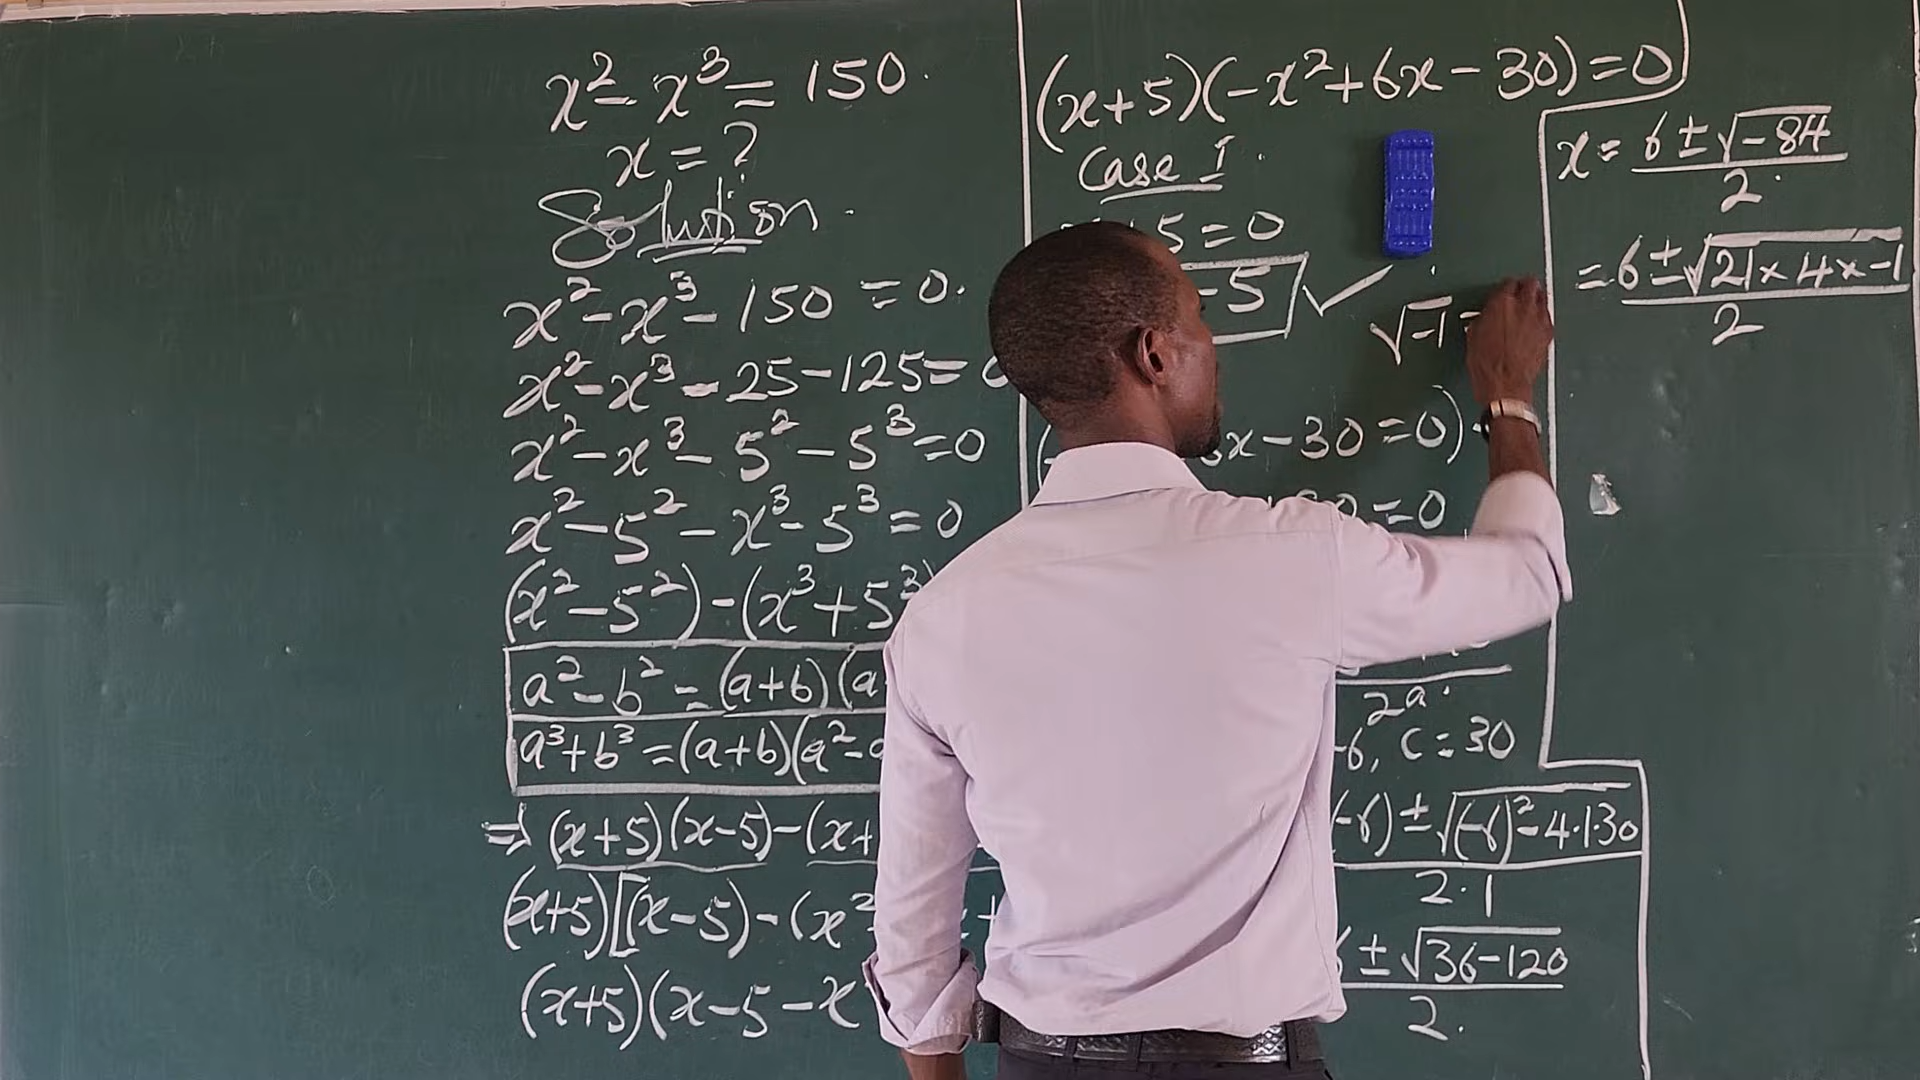 x² - x³ = 150.
x = ?
Solution.
x² - x³ - 150 = 0.
x² - x³ - 25 - 125 = 0
x² - x³ - 5² - 5³ = 0
x² - 5² - x³ - 5³ = 0
(x² - 5²) - (x³ + 5³)
a² - b² = (a+b)(a
a³ + b³ = (a+b)(a² - a
⇒ (x+5)(x-5) - (x+
(x+5)[(x-5) - (x²
(x+5)(x-5-x
(x+5)(-x²+6x-30)=0
Case I.
5 = 0
-5 ✓
√-1 =
x-30=0)
0 = 0
2a.
-6, c = 30
(-6) ± √(-6)² - 4·1·30
2·1
± √36-120
2.
x = 6 ± √-84
2.
= 6 ± √21 × 4 × -1
2